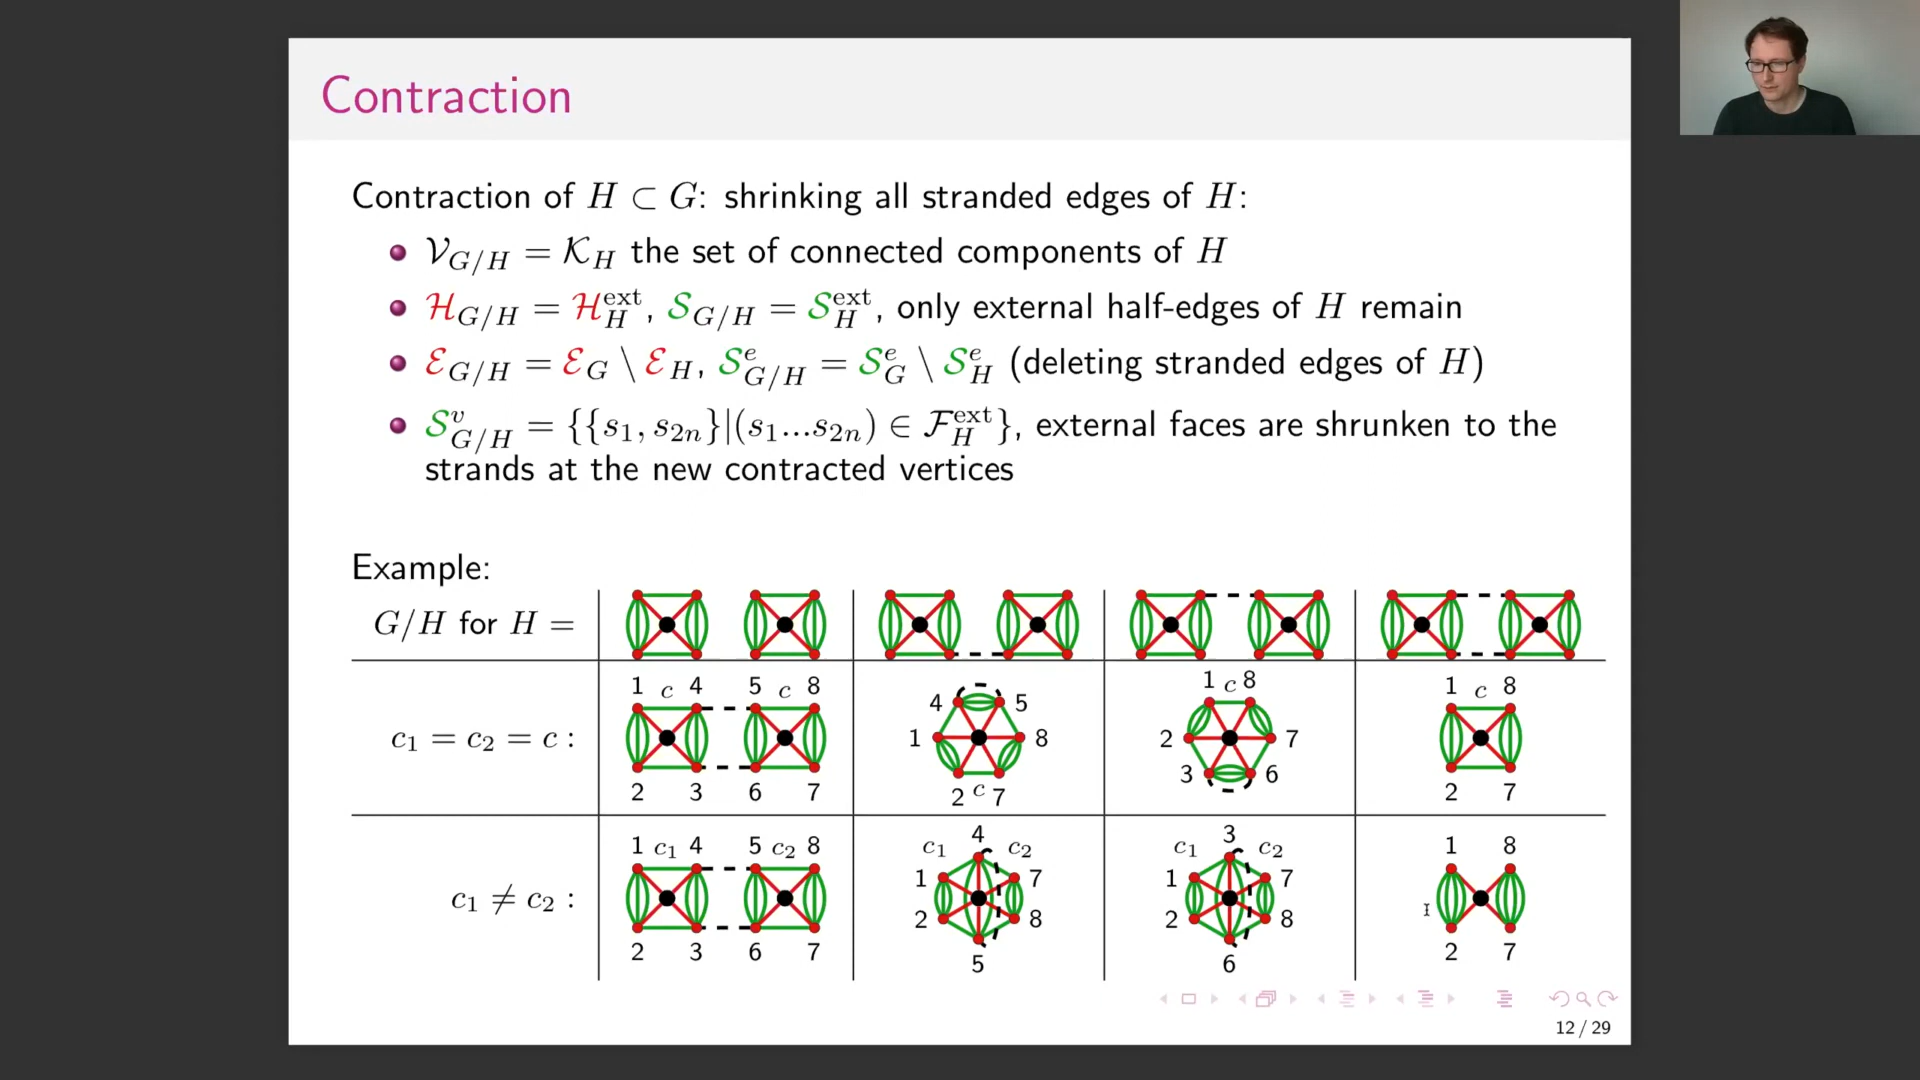 Contraction
Contraction of H ⊂ G: shrinking all stranded edges of H:
𝒱_{G/H} = 𝒦_H the set of connected components of H
ℋ_{G/H} = ℋ_H^{ext}, 𝒮_{G/H} = 𝒮_H^{ext}, only external half-edges of H remain
ℰ_{G/H} = ℰ_G \ ℰ_H, 𝒮^e_{G/H} = 𝒮^e_G \ 𝒮^e_H (deleting stranded edges of H)
𝒮^v_{G/H} = {{s_1, s_{2n}}|(s_1...s_{2n}) ∈ ℱ_H^{ext}}, external faces are shrunken to the
strands at the new contracted vertices
Example:
G/H for H =
1 c 4 5 c 8
2 3 6 7
4 5
1 8
2 c 7
1 c 8
2 7
3 6
1 c 8
2 7
c_1 = c_2 = c :
1 c_1 4 5 c_2 8
2 3 6 7
4
c_1 c_2
1 7
2 8
5
3
c_1 c_2
1 7
2 8
6
1 8
2 7
c_1 ≠ c_2 :
12 / 29